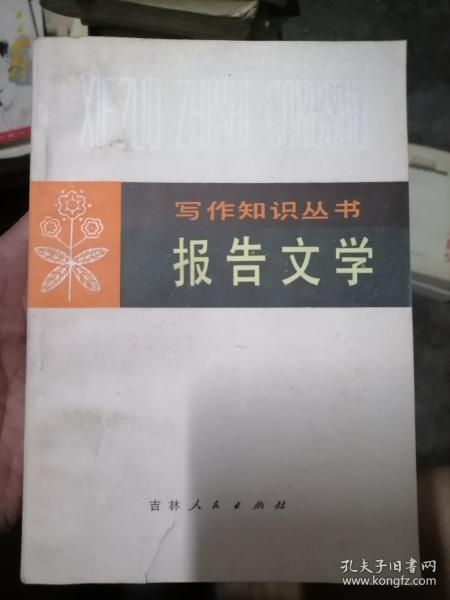 XIEZUO ZHISHI CONGSHU
写作知识丛书
报告文学
吉林人民出版社
孔夫子旧书网
www.kongfz.com